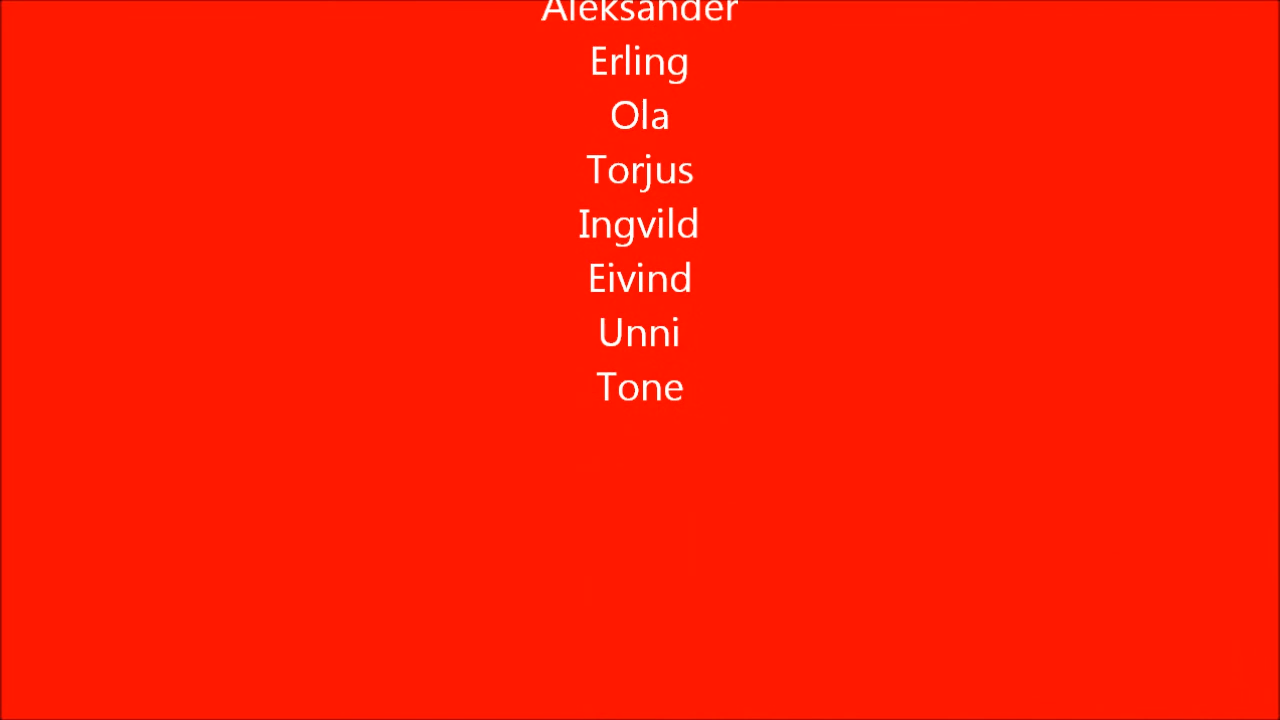 Aleksander
Erling
Ola
Torjus
Ingvild
Eivind
Unni
Tone